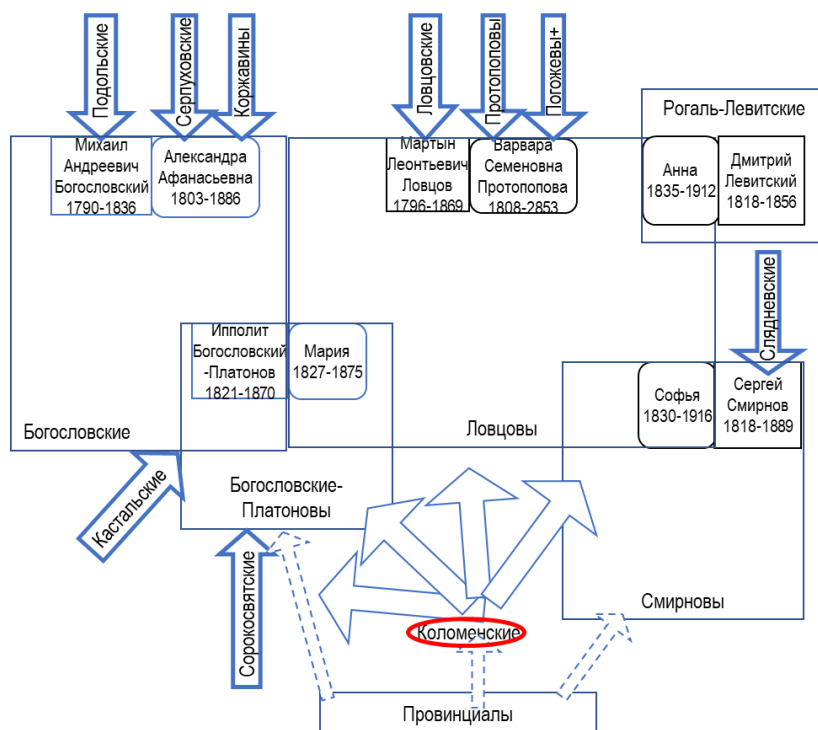 Подольские
Серпуховские
Коржавины
Ловцовские
Протопоповы
Погожевы+
Рогаль-Левитские
Михаил
Андреевич
Богословский
1790-1836
Александра
Афанасьевна
1803-1886
Мартын
Леонтьевич
Ловцов
1796-1869
Варвара
Семеновна
Протопопова
1808-2853
Анна
1835-1912
Дмитрий
Левитский
1818-1856
Слядневские
Ипполит
Богословский
-Платонов
1821-1870
Мария
1827-1875
Софья
1830-1916
Сергей
Смирнов
1818-1889
Богословские
Ловцовы
Кастальские
Богословские-
Платоновы
Сорокосвятские
Смирновы
Коломечские
Провинциалы